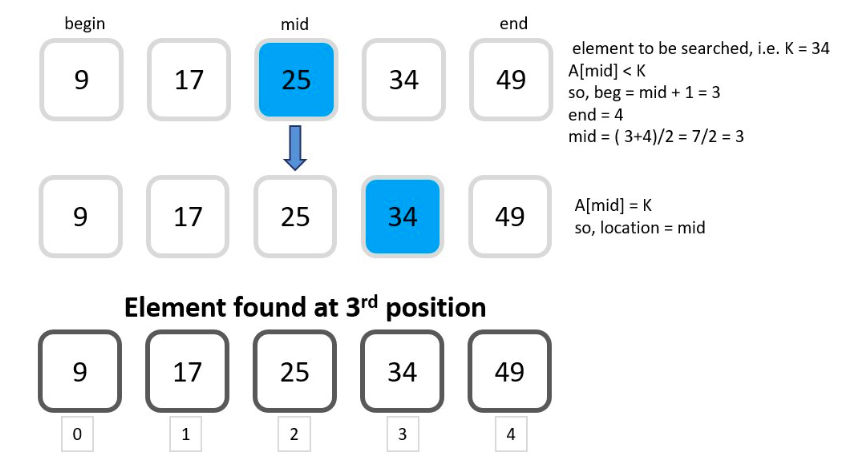 begin mid end
9 17 25 34 49
element to be searched, i.e. K = 34
A[mid] < K
so, beg = mid + 1 = 3
end = 4
mid = ( 3+4)/2 = 7/2 = 3
9 17 25 34 49
A[mid] = K
so, location = mid
Element found at 3rd position
9 17 25 34 49
0 1 2 3 4